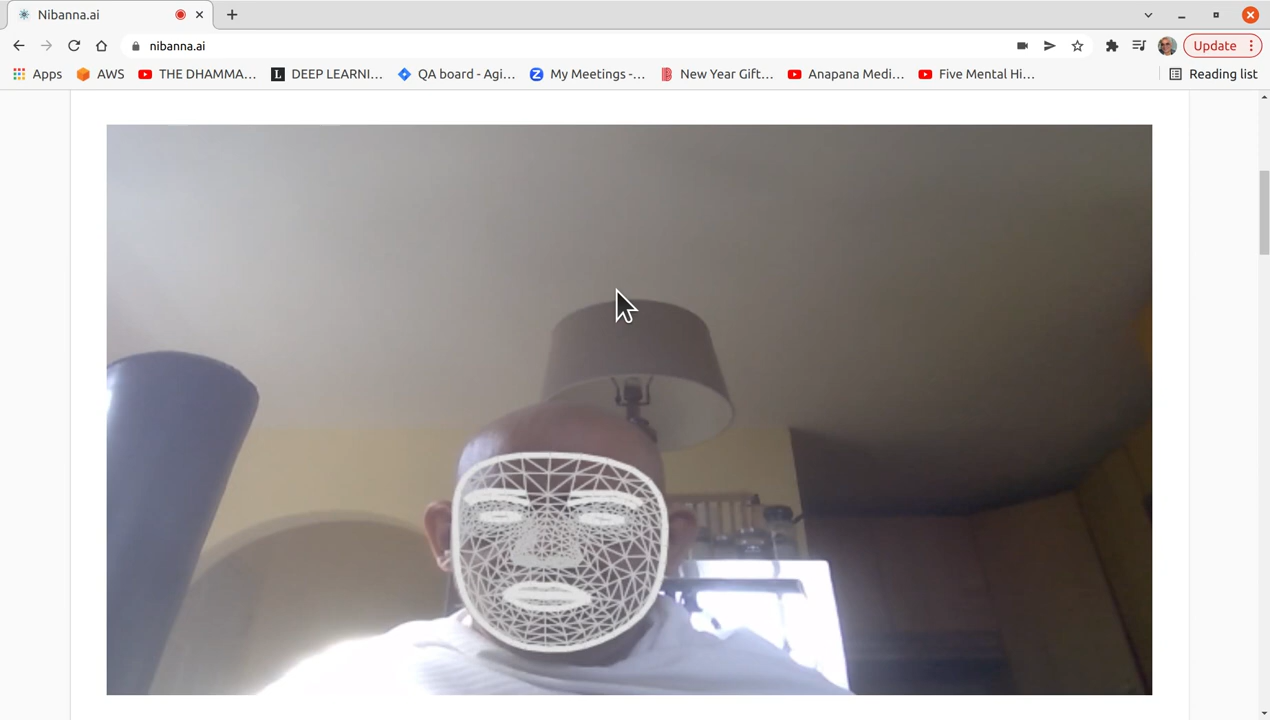 Nibanna.ai
nibanna.ai
Update
Apps AWS THE DHAMMA... DEEP LEARNI... QA board - Agi... My Meetings -... New Year Gift... Anapana Medi... Five Mental Hi... Reading list